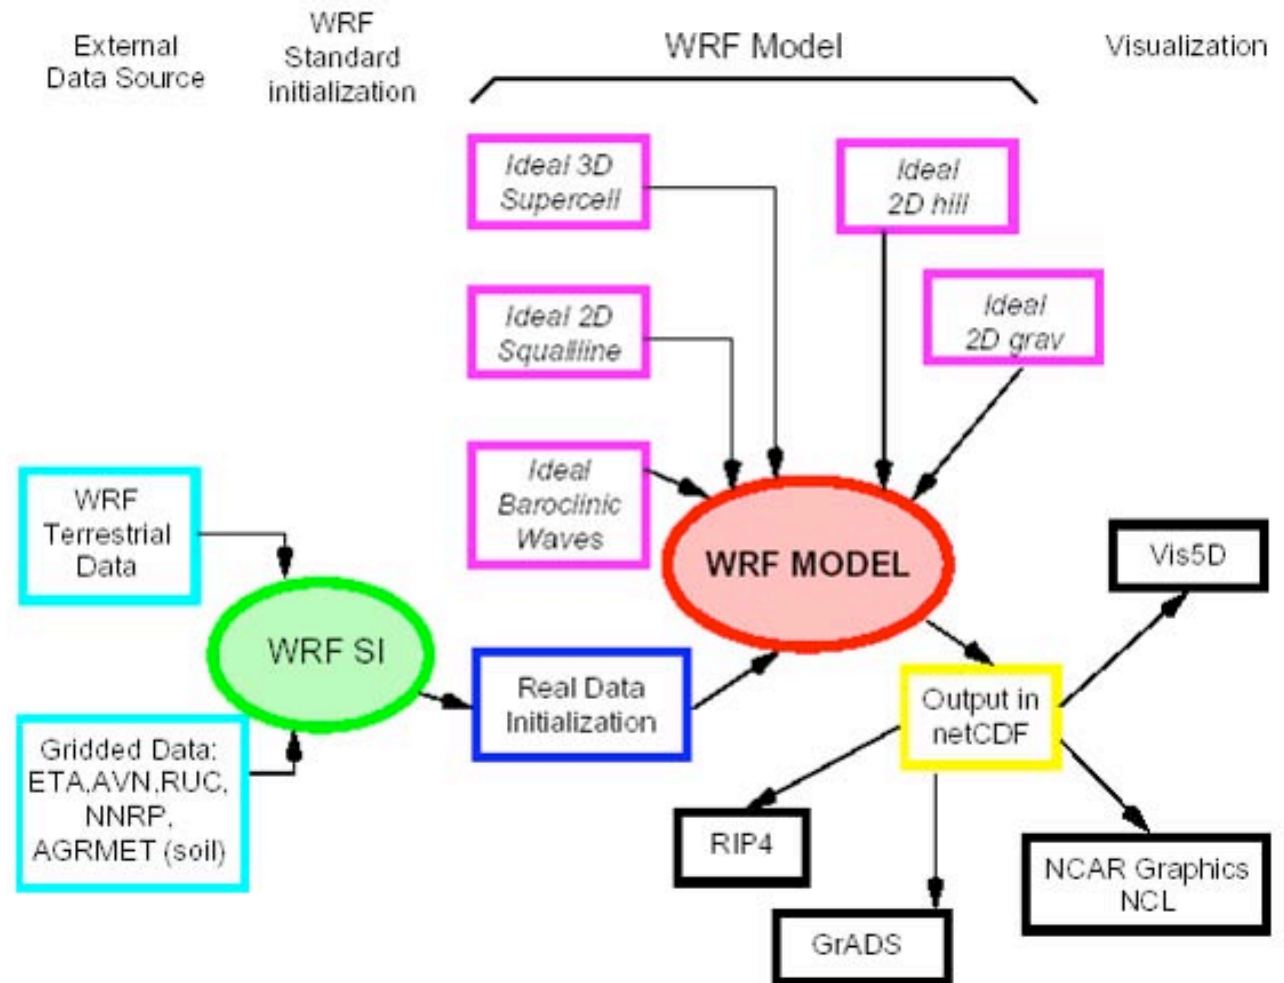 External
Data Source
WRF
Standard
initialization
WRF Model
Visualization
Ideal 3D
Supercell
Ideal
2D hill
Ideal 2D
Squallline
Ideal
2D grav
Ideal
Baroclinic
Waves
WRF
Terrestrial
Data
WRF MODEL
Vis5D
WRF SI
Real Data
Initialization
Output in
netCDF
Gridded Data:
ETA,AVN,RUC,
NNRP,
AGRMET (soil)
RIP4
NCAR Graphics
NCL
GrADS